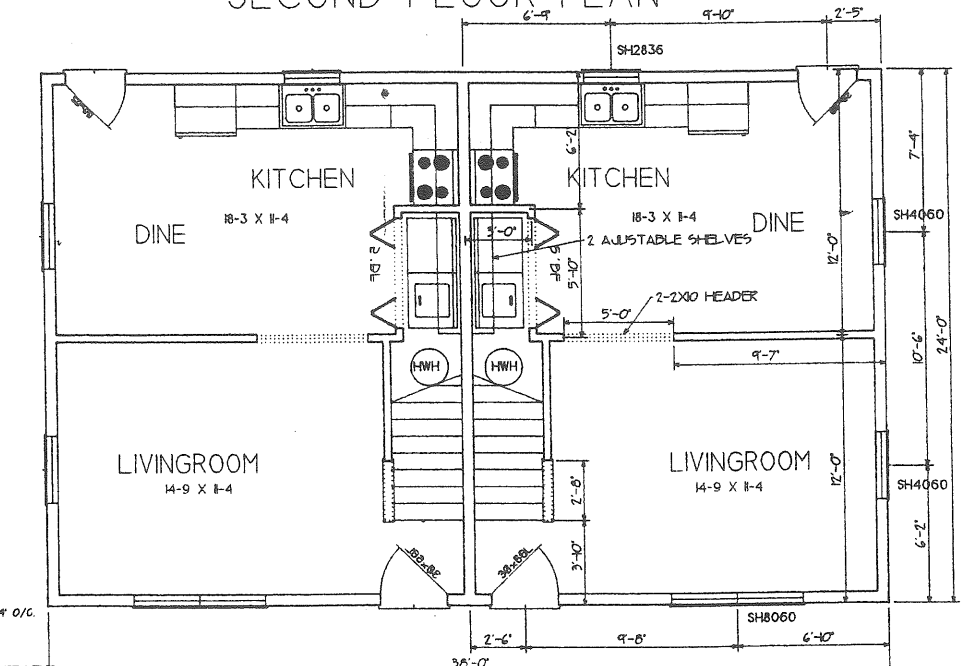 SECOND FLOOR PLAN
6'-9"
9'-10"
2'-5"
SH2836
KITCHEN
18-3 X 11-4
DINE
KITCHEN
18-3 X 11-4
DINE
6'-2
7'-4"
SH4060
3'-0"
2 AJUSTABLE SHELVES
5'-10"
12'-0"
2-2X10 HEADER
5'-0"
9'-7"
10'-6"
24'-0"
HWH
HWH
LIVINGROOM
14-9 X 11-4
LIVINGROOM
14-9 X 11-4
12'-0"
SH4060
2'-8"
3'-10"
6'-2"
4" O/C.
SH8060
2'-6"
9'-8"
6'-10"
38'-0"